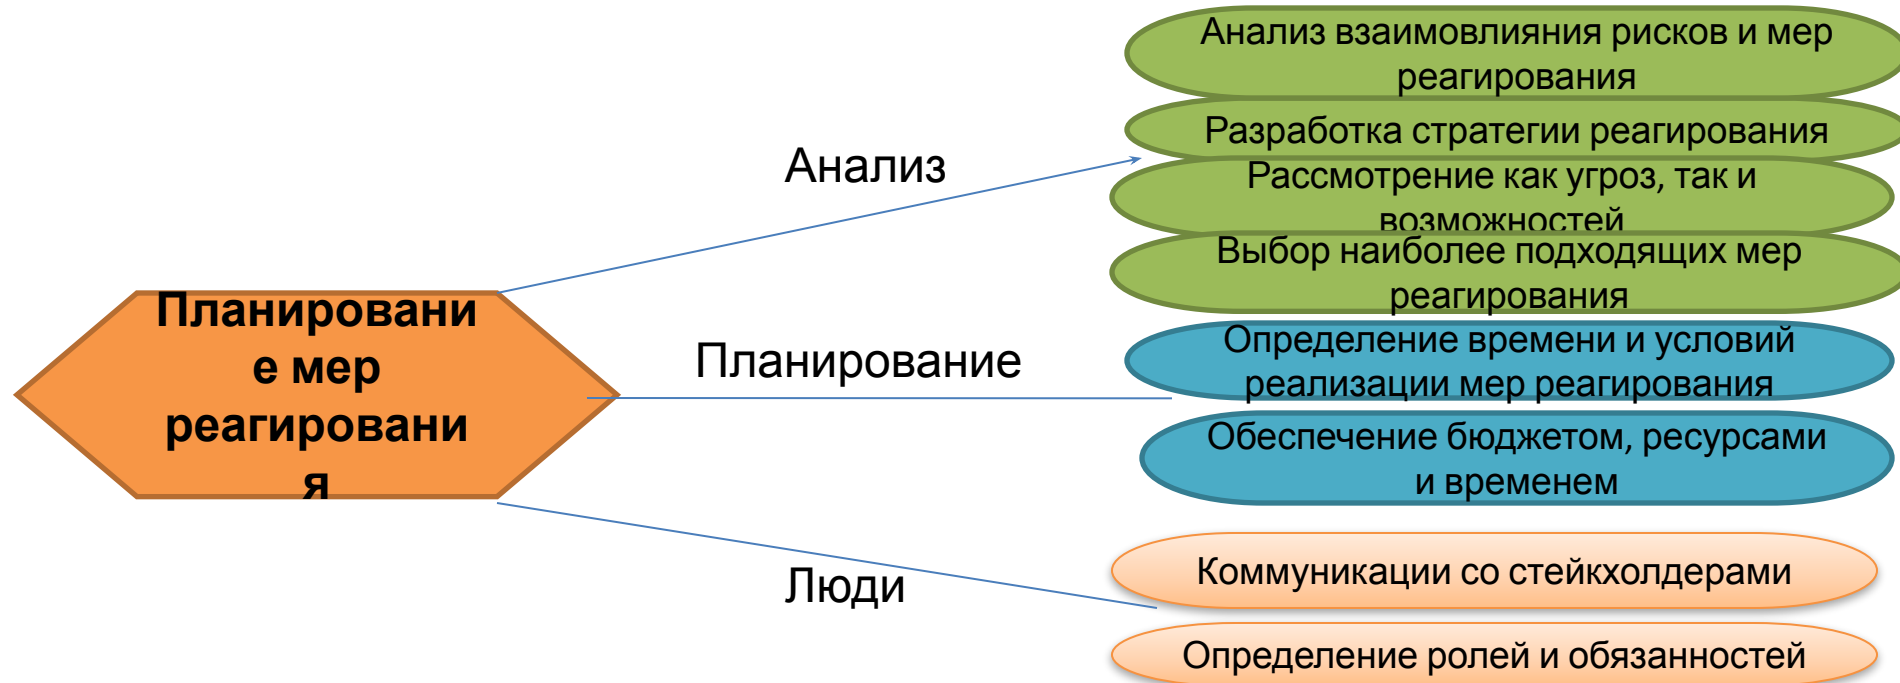 Анализ взаимовлияния рисков и мер
реагирования
Разработка стратегии реагирования
Анализ
Рассмотрение как угроз, так и
возможностей
Выбор наиболее подходящих мер
реагирования
Планировани
е мер
реагировани
я
Планирование
Определение времени и условий
реализации мер реагирования
Обеспечение бюджетом, ресурсами
и временем
Люди
Коммуникации со стейкхолдерами
Определение ролей и обязанностей